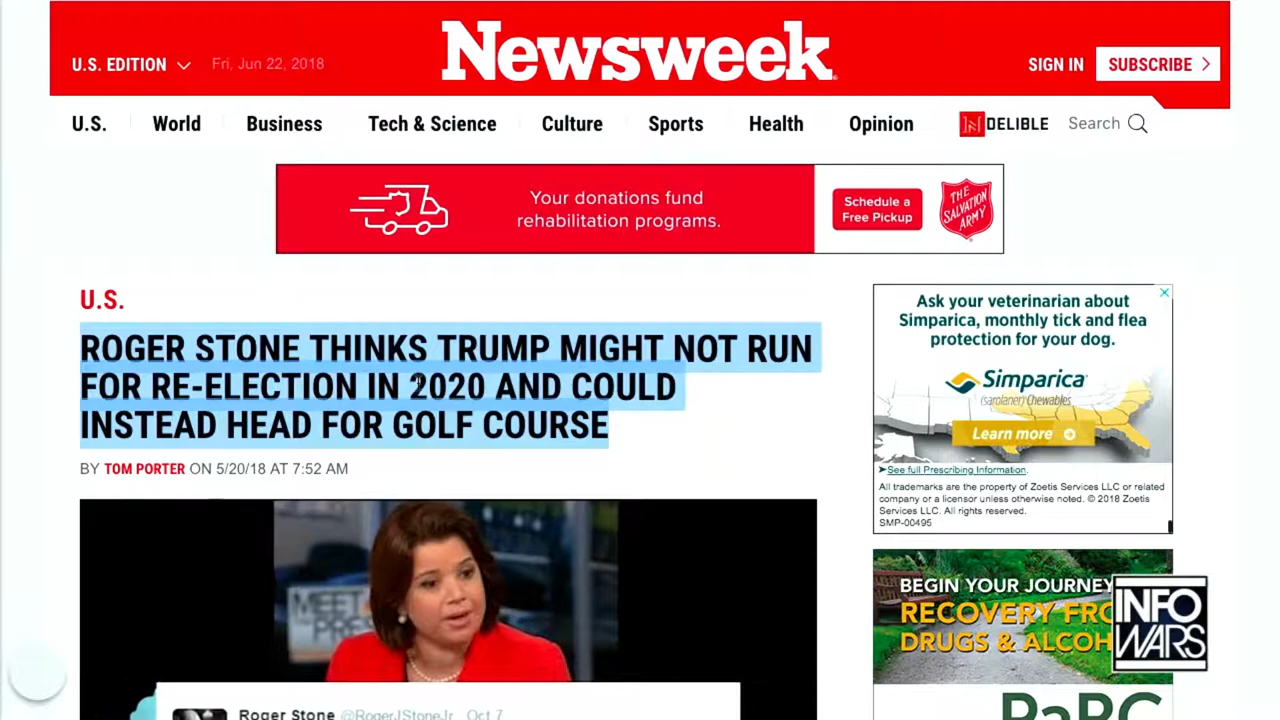 Newsweek
U.S. EDITION
Fri, Jun 22, 2018
SIGN IN
SUBSCRIBE
U.S.
World
Business
Tech & Science
Culture
Sports
Health
Opinion
N DELIBLE
Search
Your donations fund
rehabilitation programs.
Schedule a
Free Pickup
THE
SALVATION
ARMY
U.S.
ROGER STONE THINKS TRUMP MIGHT NOT RUN
FOR RE-ELECTION IN 2020 AND COULD
INSTEAD HEAD FOR GOLF COURSE
BY TOM PORTER ON 5/20/18 AT 7:52 AM
MEET
PRESS
Roger Stone @RogerJStoneJr Oct 7
Ask your veterinarian about
Simparica, monthly tick and flea
protection for your dog.
Simparica
(sarolaner) Chewables
Learn more
See full Prescribing Information.
All trademarks are the property of Zoetis Services LLC or related
company or a licensor unless otherwise noted. © 2018 Zoetis
Services LLC. All rights reserved.
SMP-00495
BEGIN YOUR JOURNEY
RECOVERY FRO
DRUGS & ALCOH
INFO
WARS